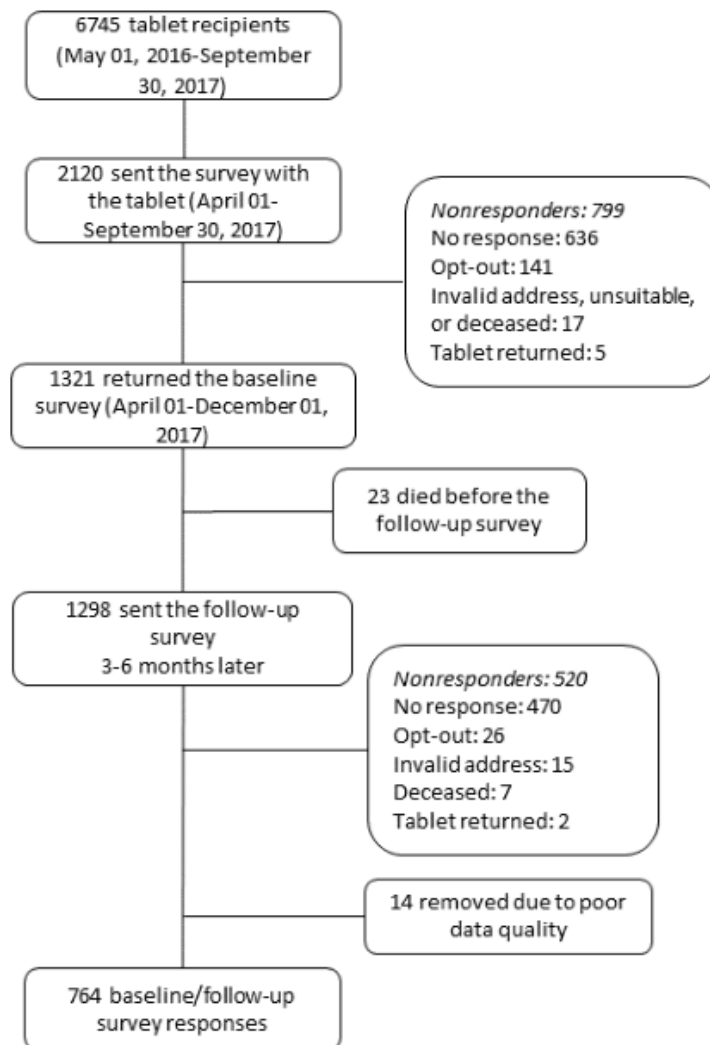 6745 tablet recipients
(May 01, 2016-September
30, 2017)
2120 sent the survey with
the tablet (April 01-
September 30, 2017)
Nonresponders: 799
No response: 636
Opt-out: 141
Invalid address, unsuitable,
or deceased: 17
Tablet returned: 5
1321 returned the baseline
survey (April 01-December 01,
2017)
23 died before the
follow-up survey
1298 sent the follow-up
survey
3-6 months later
Nonresponders: 520
No response: 470
Opt-out: 26
Invalid address: 15
Deceased: 7
Tablet returned: 2
14 removed due to poor
data quality
764 baseline/follow-up
survey responses